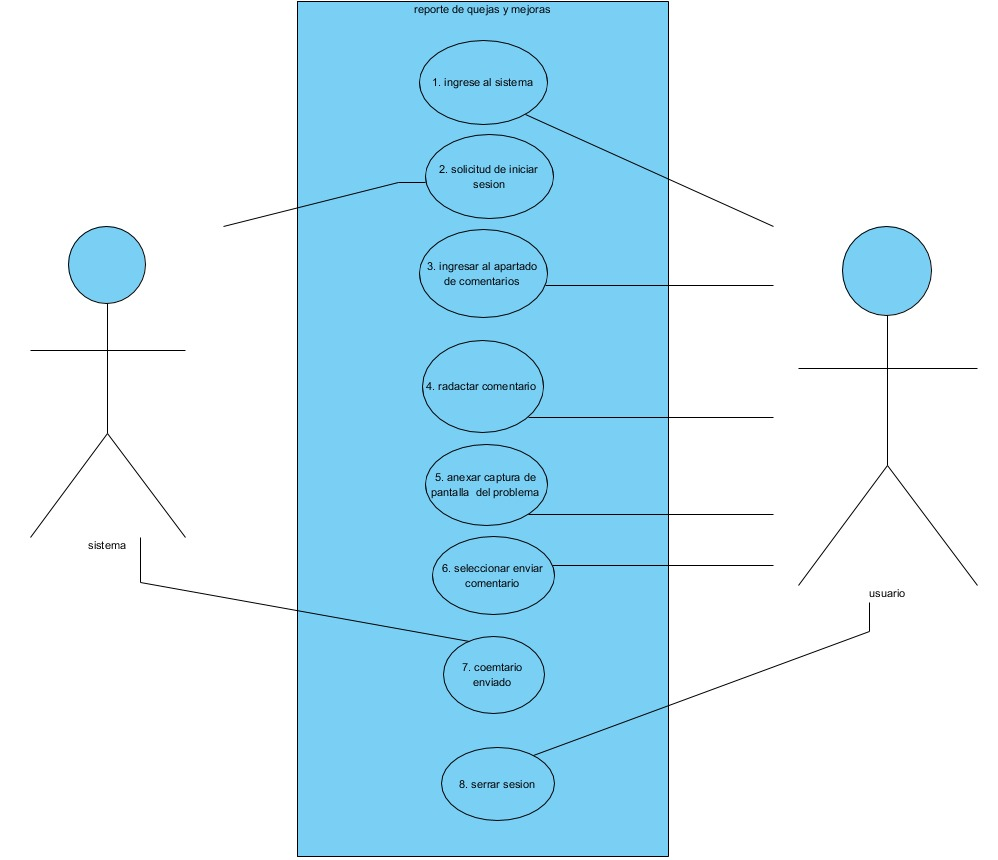 reporte de quejas y mejoras
1. ingrese al sistema
2. solicitud de iniciar
sesion
3. ingresar al apartado
de comentarios
4. radactar comentario
5. anexar captura de
pantalla del problema
sistema
6. seleccionar enviar
comentario
usuario
7. coemtario
enviado
8. serrar sesion